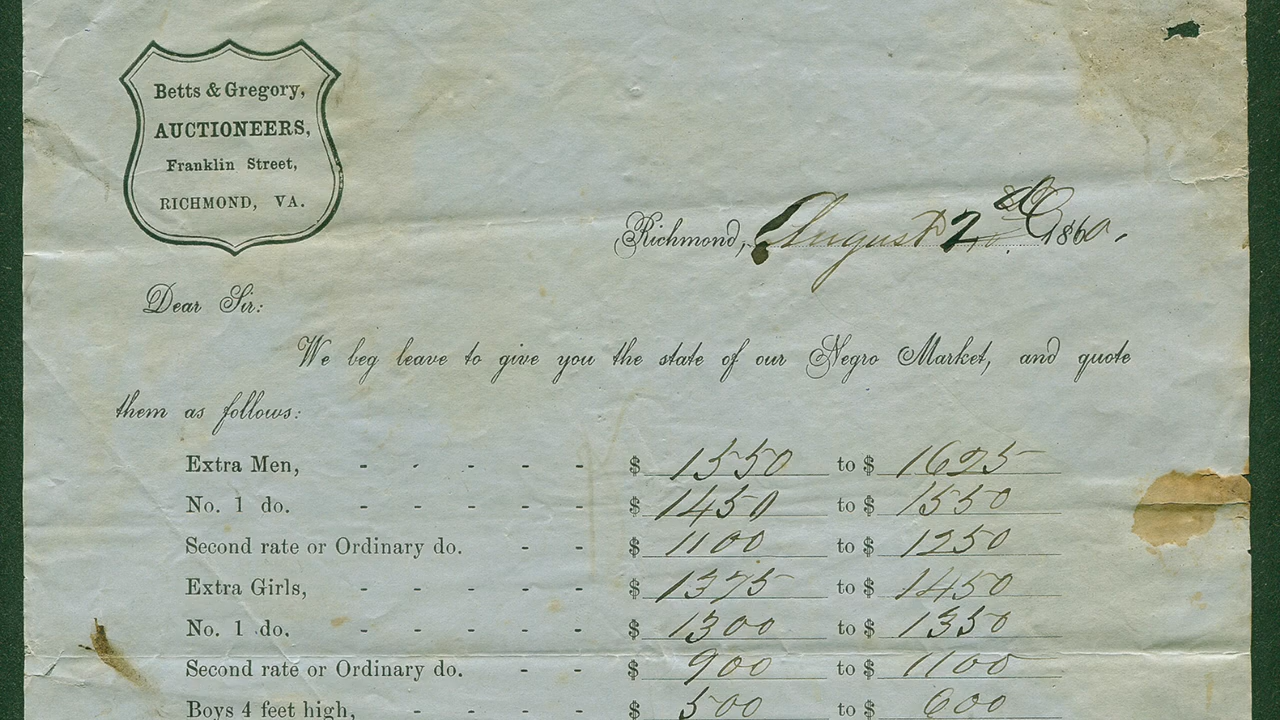 Betts & Gregory,
AUCTIONEERS,
Franklin Street,
RICHMOND, VA.
Richmond, August 2nd 1860.
Dear Sir:
We beg leave to give you the state of our Negro Market, and quote
them as follows:
Extra Men, - - - - - $ 1550 to $ 1625
No. 1 do. - - - - - $ 1450 to $ 1550
Second rate or Ordinary do. - - $ 1100 to $ 1250
Extra Girls, - - - - - $ 1375 to $ 1450
No. 1 do. - - - - - $ 1300 to $ 1350
Second rate or Ordinary do. - - $ 900 to $ 1100
Boys 4 feet high, - - - - $ 500 to $ 600